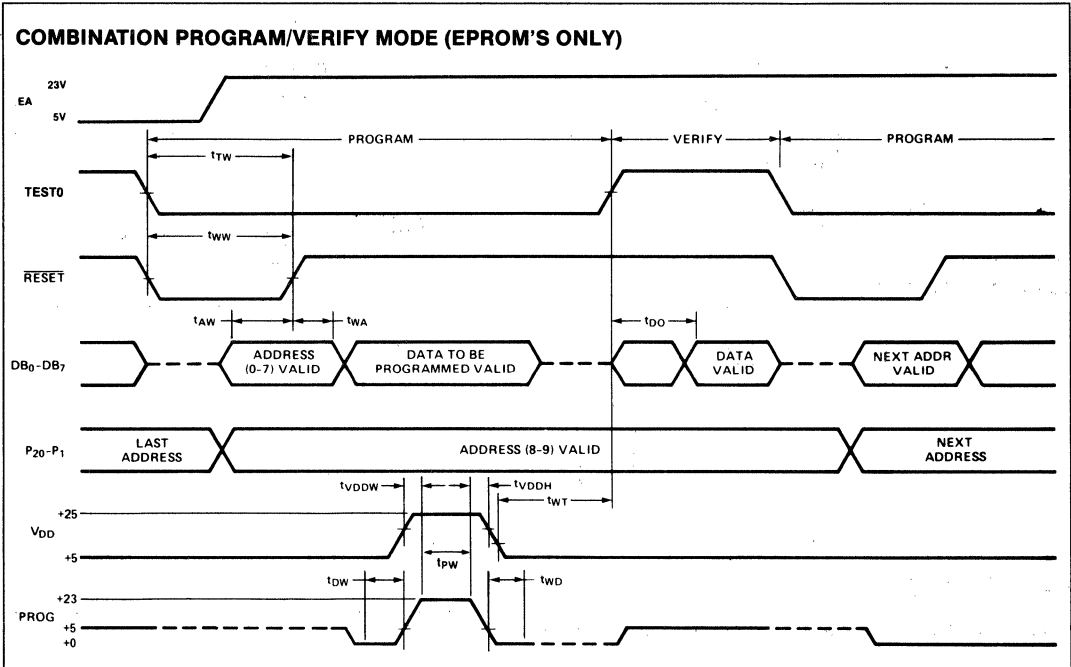 COMBINATION PROGRAM/VERIFY MODE (EPROM'S ONLY)
23V
EA
5V
PROGRAM
VERIFY
PROGRAM
tTW
TEST0
tWW
RESET
tAW
tWA
tDO
DB0-DB7
ADDRESS
(0-7) VALID
DATA TO BE
PROGRAMMED VALID
DATA
VALID
NEXT ADDR
VALID
P20-P1
LAST
ADDRESS
ADDRESS (8-9) VALID
NEXT
ADDRESS
tVDDW
tVDDH
tWT
+25
VDD
+5
tPW
tDW
tWD
+23
PROG
+5
+0